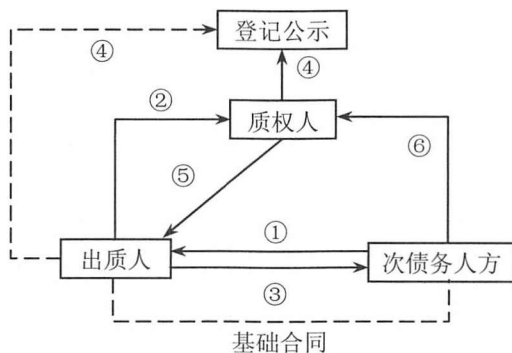 登记公示
④
④
②
质权人
⑥
⑤
①
出质人
次债务人方
③
基础合同